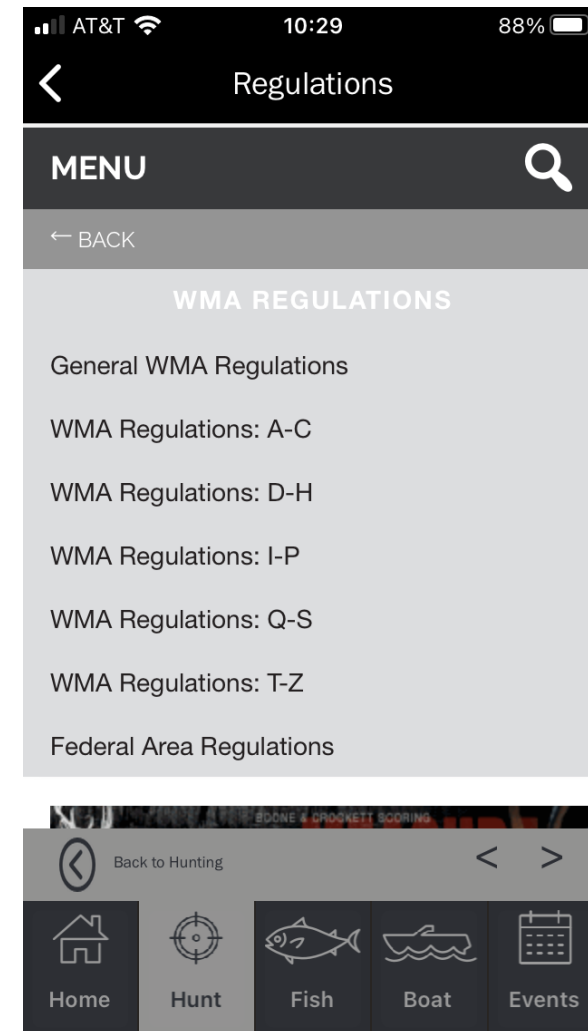 AT&T 10:29 88%
Regulations
MENU
← BACK
WMA REGULATIONS
General WMA Regulations
WMA Regulations: A-C
WMA Regulations: D-H
WMA Regulations: I-P
WMA Regulations: Q-S
WMA Regulations: T-Z
Federal Area Regulations
BOONE & CROCKETT SCORING
Back to Hunting < >
Home Hunt Fish Boat Events